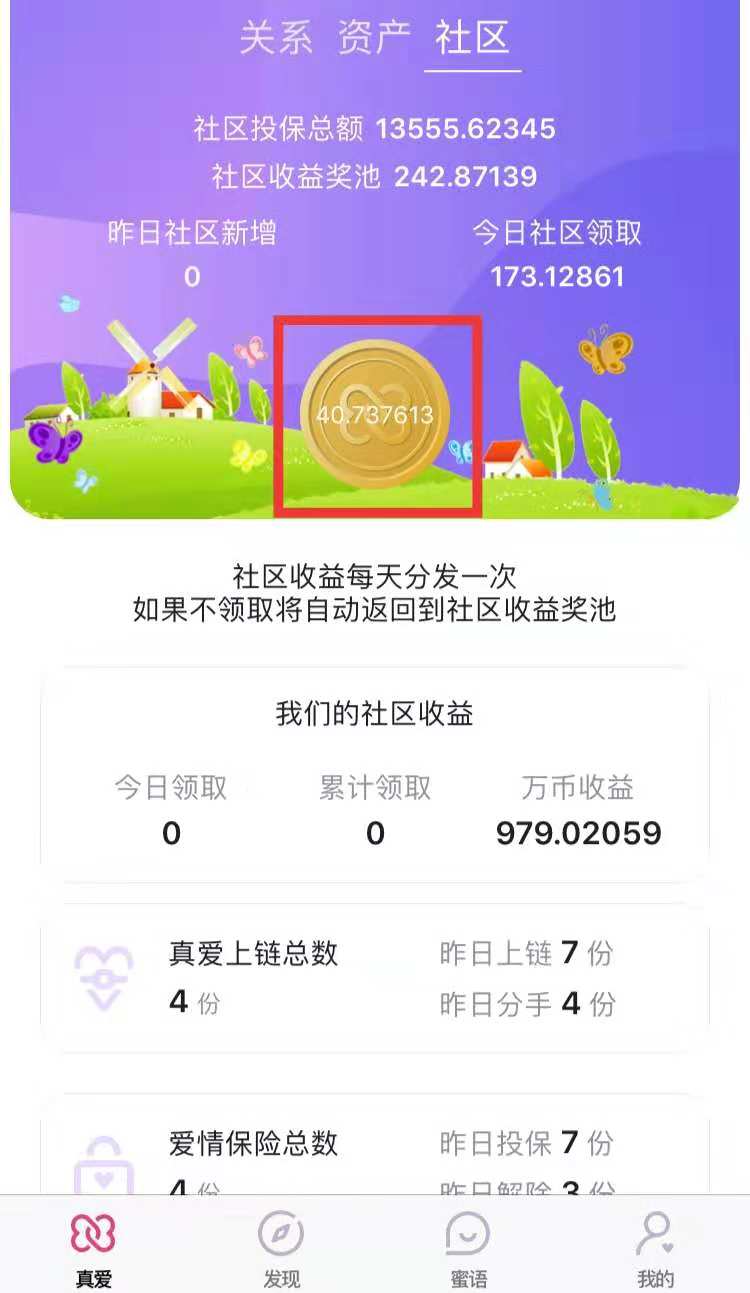 关系 资产 社区
社区投保总额 13555.62345
社区收益奖池 242.87139
昨日社区新增 今日社区领取
0 173.12861
40.737613
社区收益每天分发一次
如果不领取将自动返回到社区收益奖池
我们的社区收益
今日领取 累计领取 万币收益
0 0 979.02059
真爱上链总数 昨日上链 7 份
4 份 昨日分手 4 份
爱情保险总数 昨日投保 7 份
4 份 昨日解除 3 份
真爱 发现 蜜语 我的